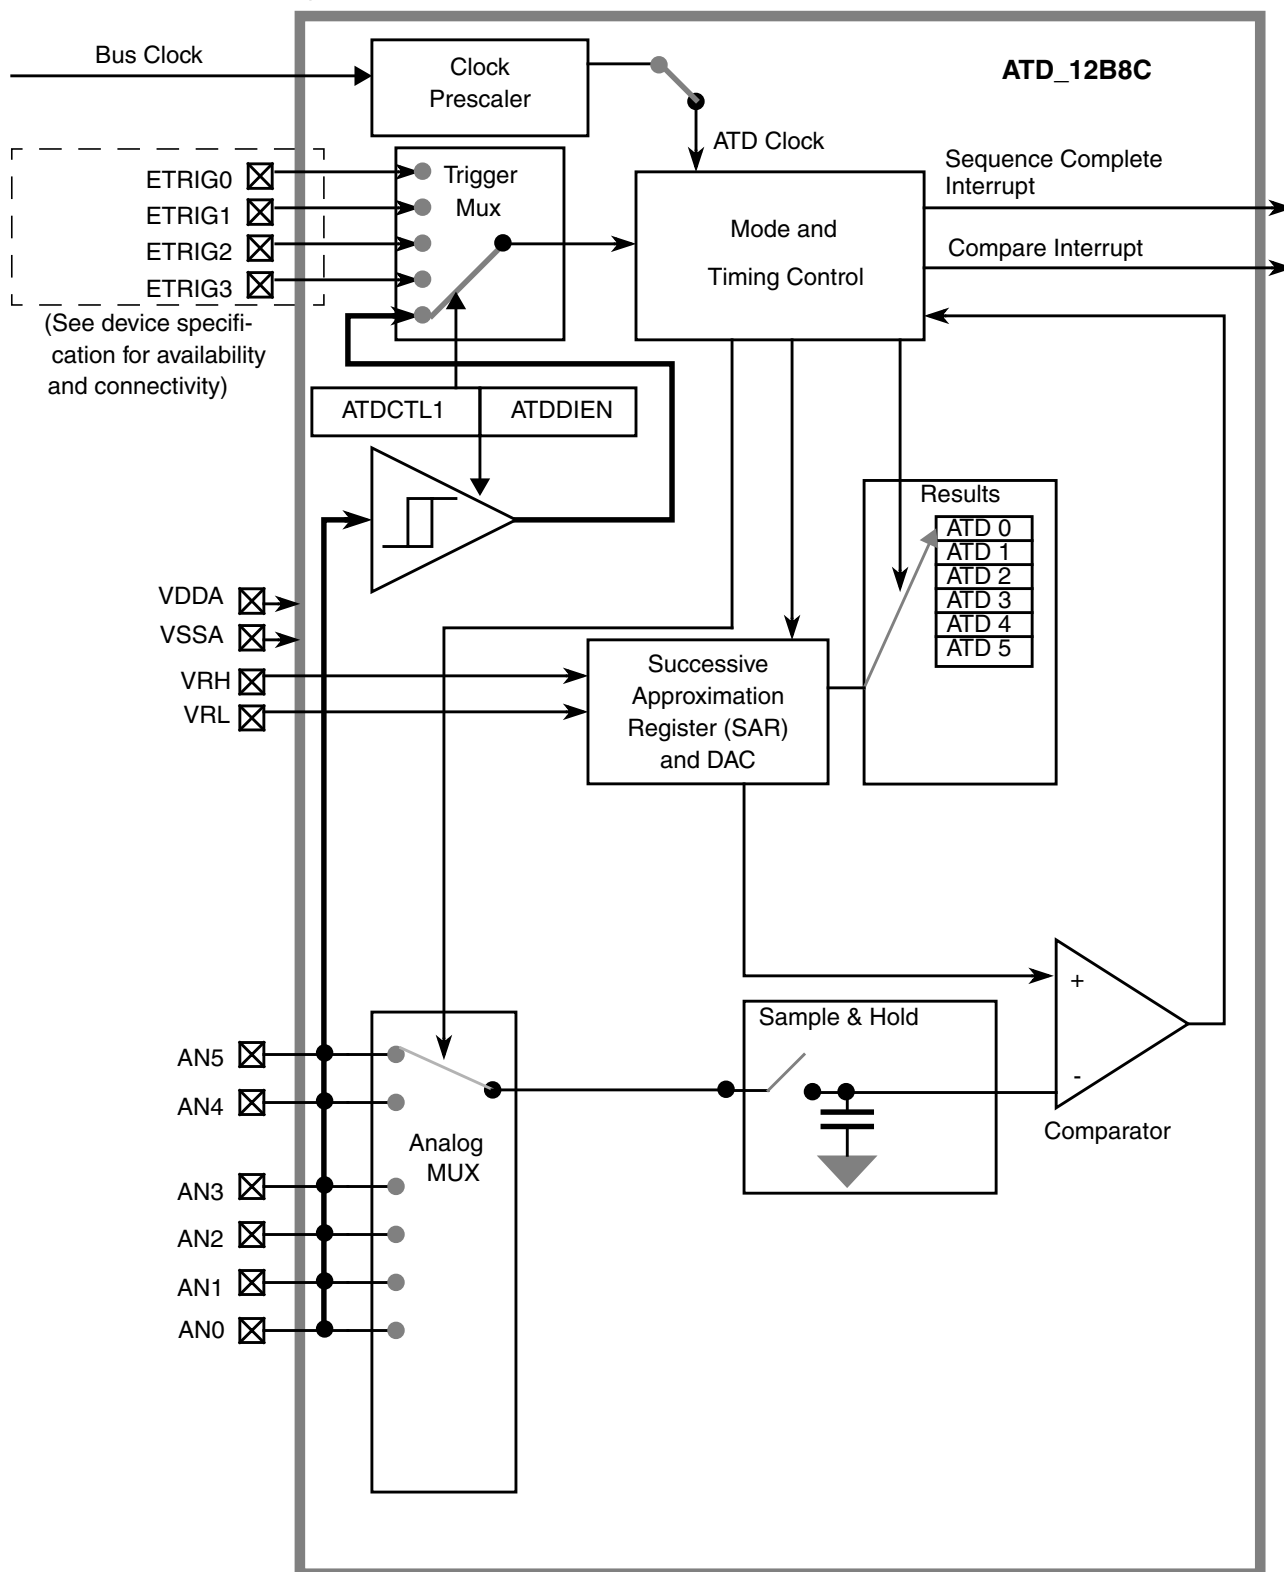 Bus Clock
Clock
Prescaler
ATD_12B8C
ATD Clock
ETRIG0
ETRIG1
ETRIG2
ETRIG3
(See device specifi-
cation for availability
and connectivity)
Trigger
Mux
Mode and
Timing Control
Sequence Complete
Interrupt
Compare Interrupt
ATDCTL1
ATDDIEN
Results
ATD 0
ATD 1
ATD 2
ATD 3
ATD 4
ATD 5
VDDA
VSSA
VRH
VRL
Successive
Approximation
Register (SAR)
and DAC
+
-
Comparator
Sample & Hold
AN5
AN4
AN3
AN2
AN1
AN0
Analog
MUX